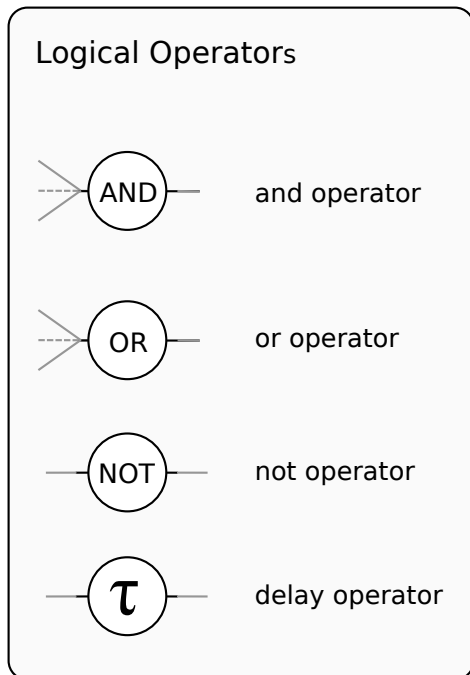 Logical Operators
AND and operator
OR or operator
NOT not operator
τ delay operator